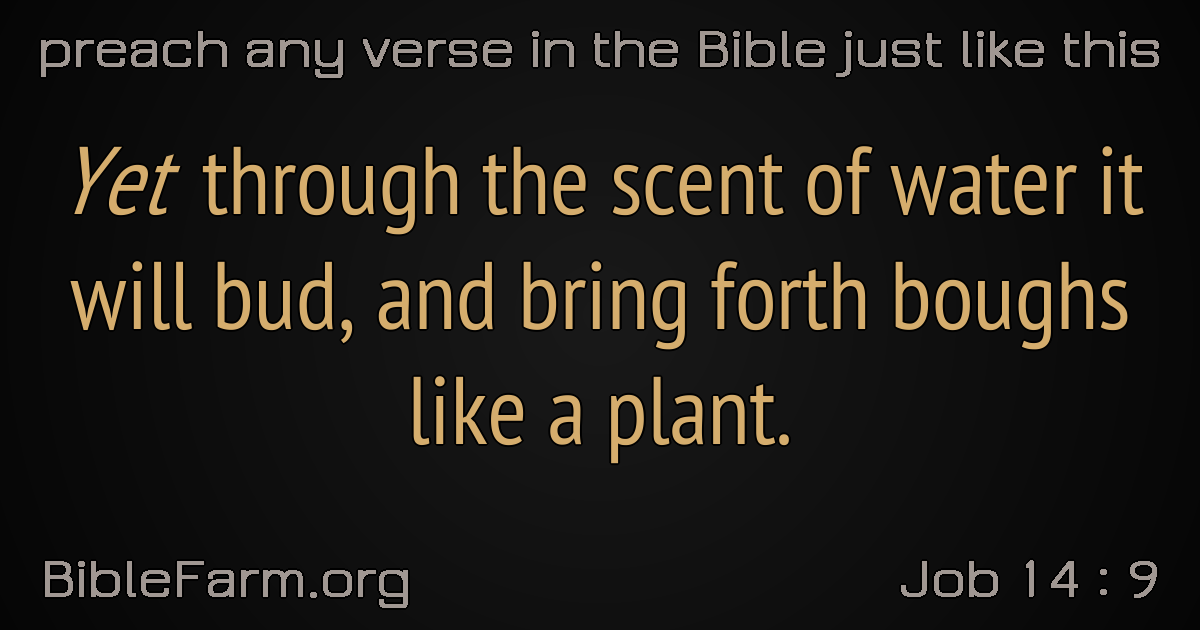 preach any verse in the Bible just like this
Yet through the scent of water it
will bud, and bring forth boughs
like a plant.
BibleFarm.org
Job 14 : 9